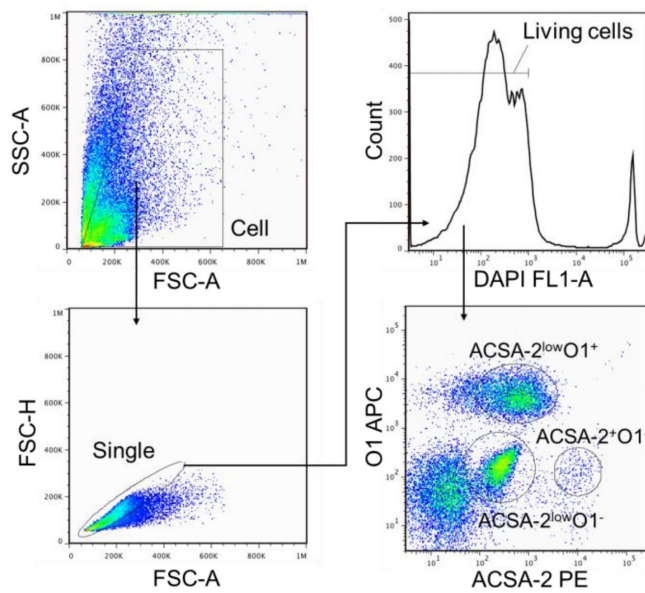 1M
800K
600K
400K
200K
0
0 200K 400K 600K 800K 1M
SSC-A
FSC-A
Cell
500
400
300
200
100
0
10¹ 10² 10³ 10⁴ 10⁵
Count
DAPI FL1-A
Living cells
1M
800K
600K
400K
200K
0
0 200K 400K 600K 800K 1M
FSC-H
FSC-A
Single
10⁵
10⁴
10³
10²
10¹
10¹ 10² 10³ 10⁴ 10⁵
O1 APC
ACSA-2 PE
ACSA-2ˡᵒʷO1⁺
ACSA-2⁺O1⁻
ACSA-2ˡᵒʷO1⁻